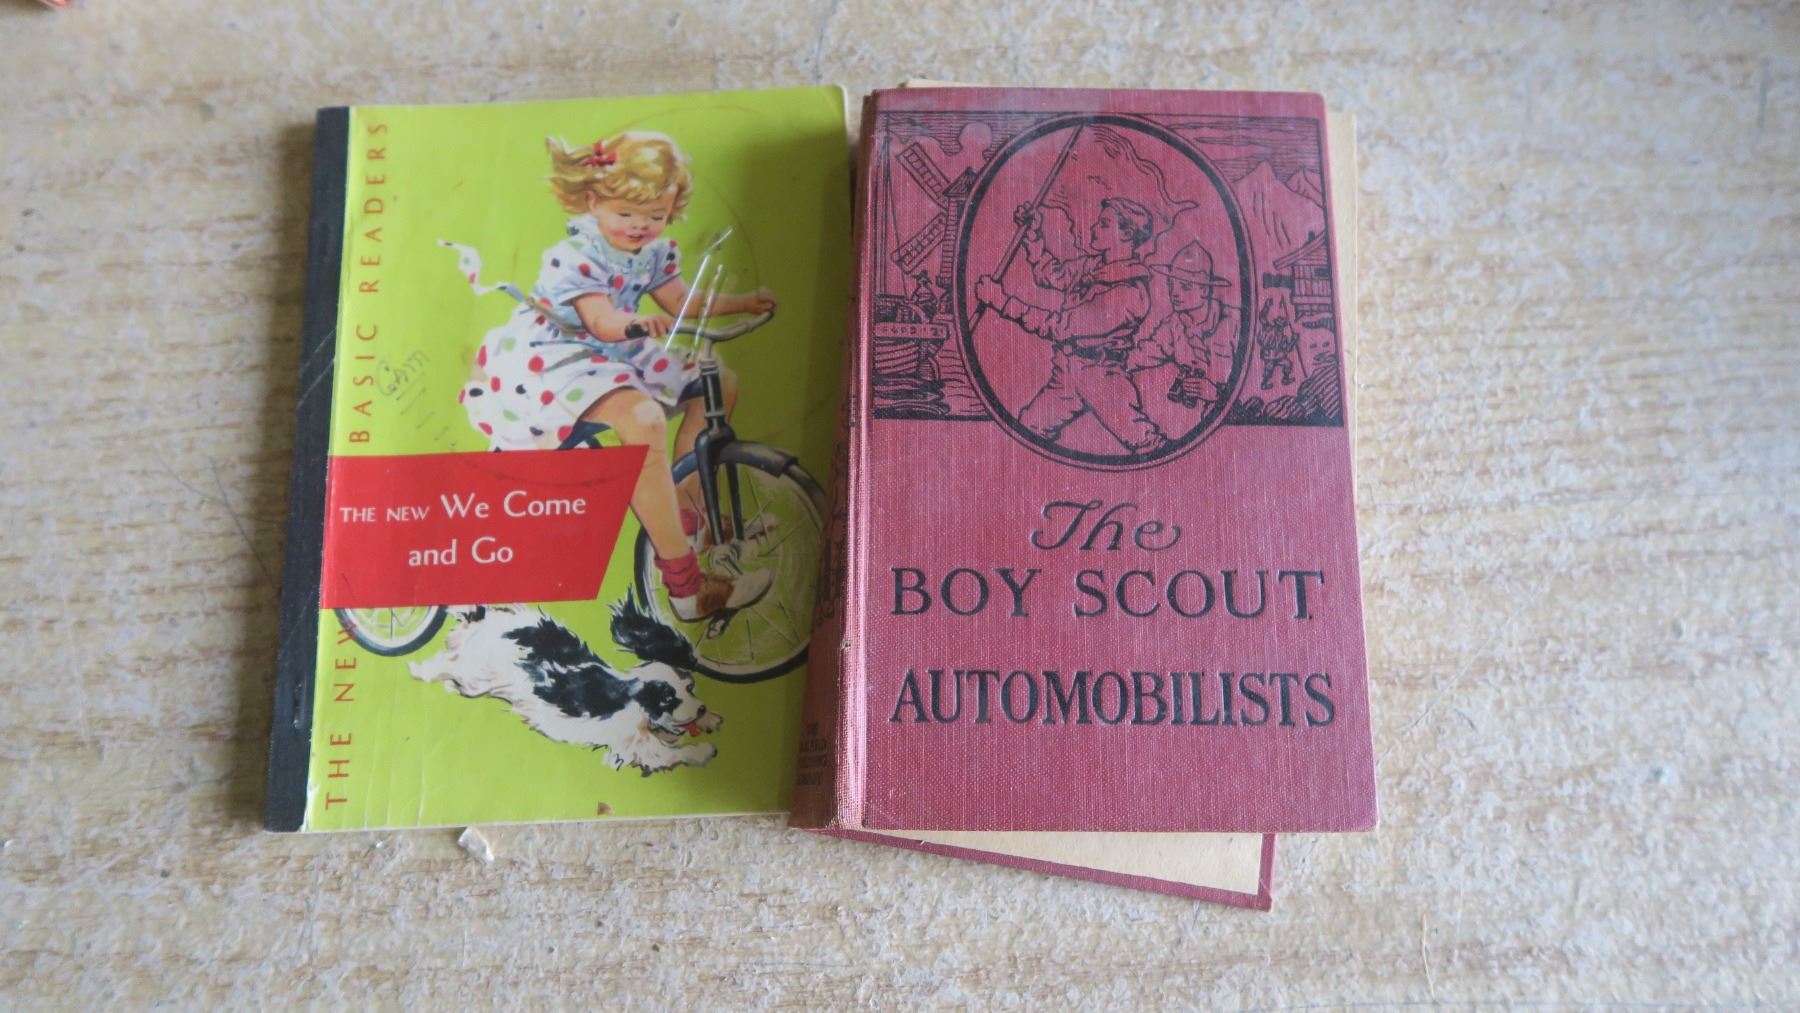 THE NEW BASIC READERS
THE NEW We Come
and Go
The
BOY SCOUT
AUTOMOBILISTS